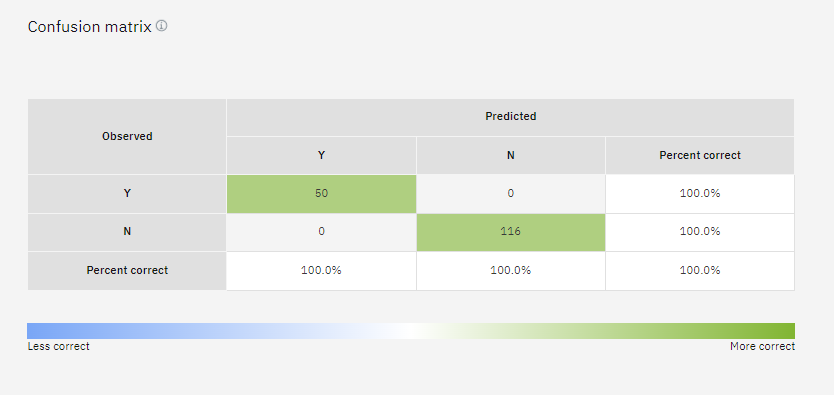 Confusion matrix
Observed
Predicted
Y N Percent correct
Y 50 0 100.0%
N 0 116 100.0%
Percent correct 100.0% 100.0% 100.0%
Less correct More correct